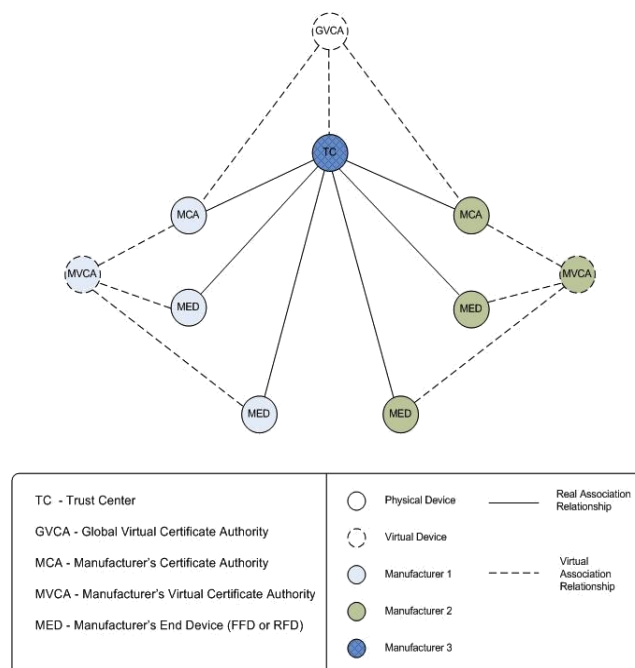 GVCA
TC
MCA
MCA
MVCA
MVCA
MED
MED
MED
MED
TC - Trust Center
GVCA - Global Virtual Certificate Authority
MCA - Manufacturer's Certificate Authority
MVCA - Manufacturer's Virtual Certificate Authority
MED - Manufacturer's End Device (FFD or RFD)
Physical Device
Virtual Device
Manufacturer 1
Manufacturer 2
Manufacturer 3
Real Association
Relationship
Virtual
Association
Relationship